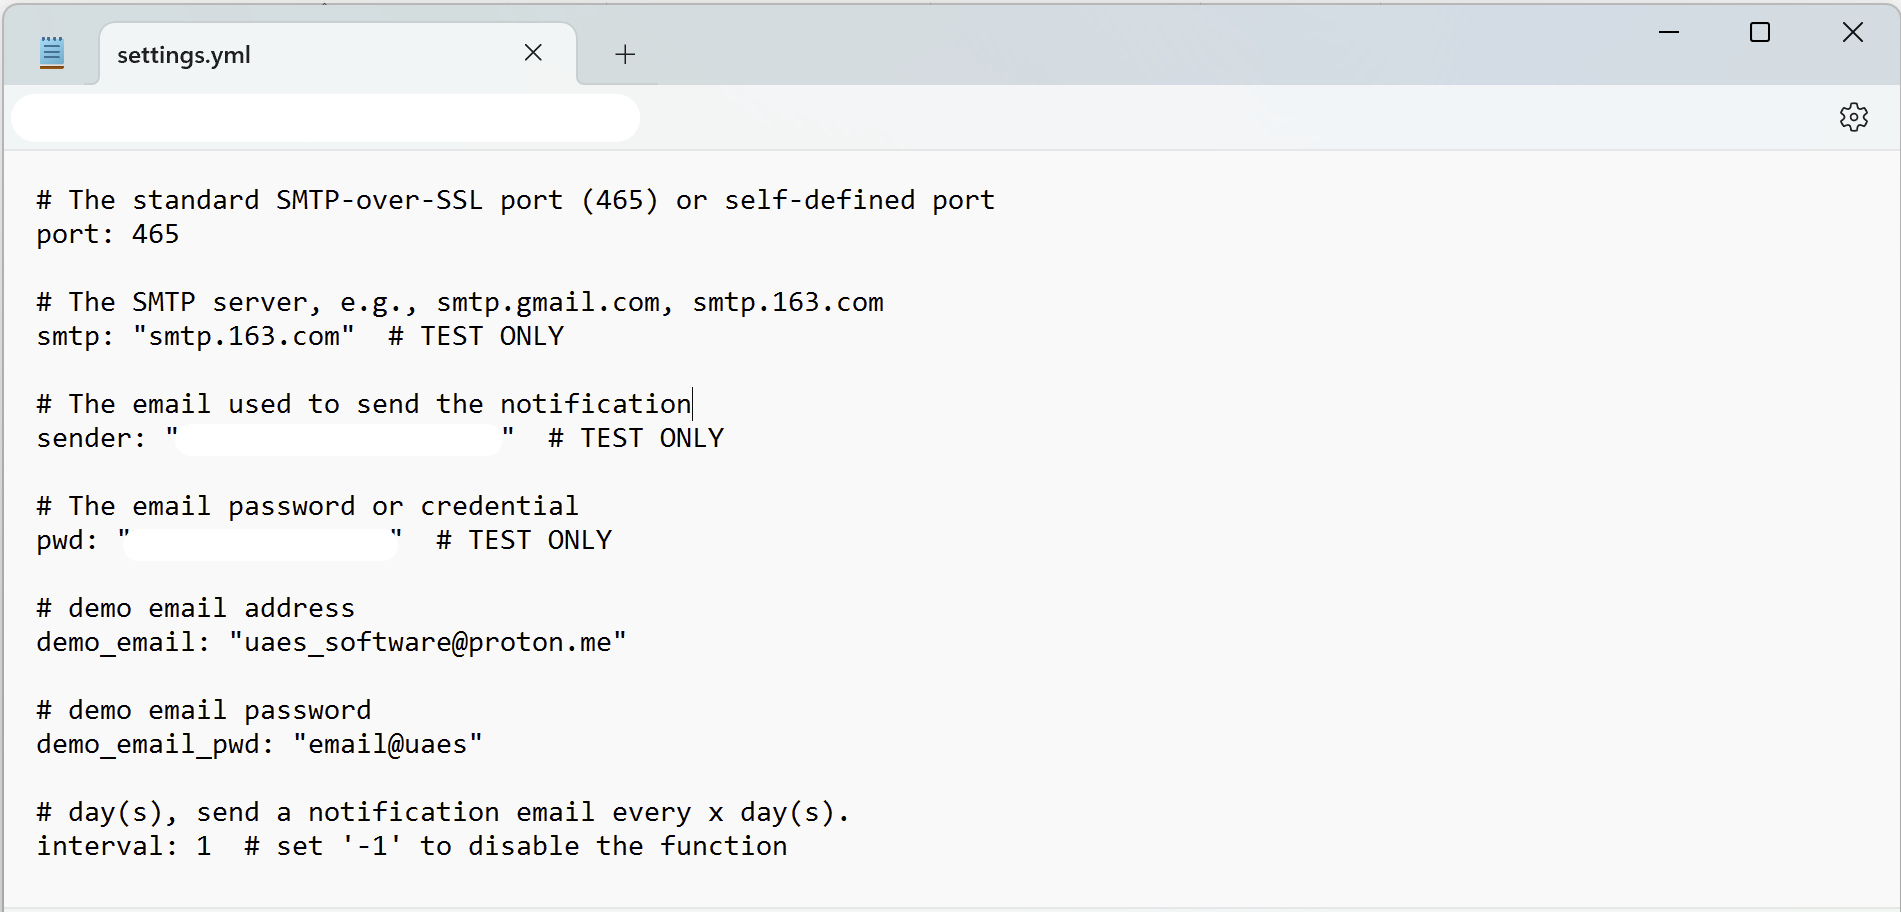 settings.yml
# The standard SMTP-over-SSL port (465) or self-defined port
port: 465
# The SMTP server, e.g., smtp.gmail.com, smtp.163.com
smtp: "smtp.163.com"  # TEST ONLY
# The email used to send the notification
sender: "                    "  # TEST ONLY
# The email password or credential
pwd: "                "  # TEST ONLY
# demo email address
demo_email: "uaes_software@proton.me"
# demo email password
demo_email_pwd: "email@uaes"
# day(s), send a notification email every x day(s).
interval: 1  # set '-1' to disable the function